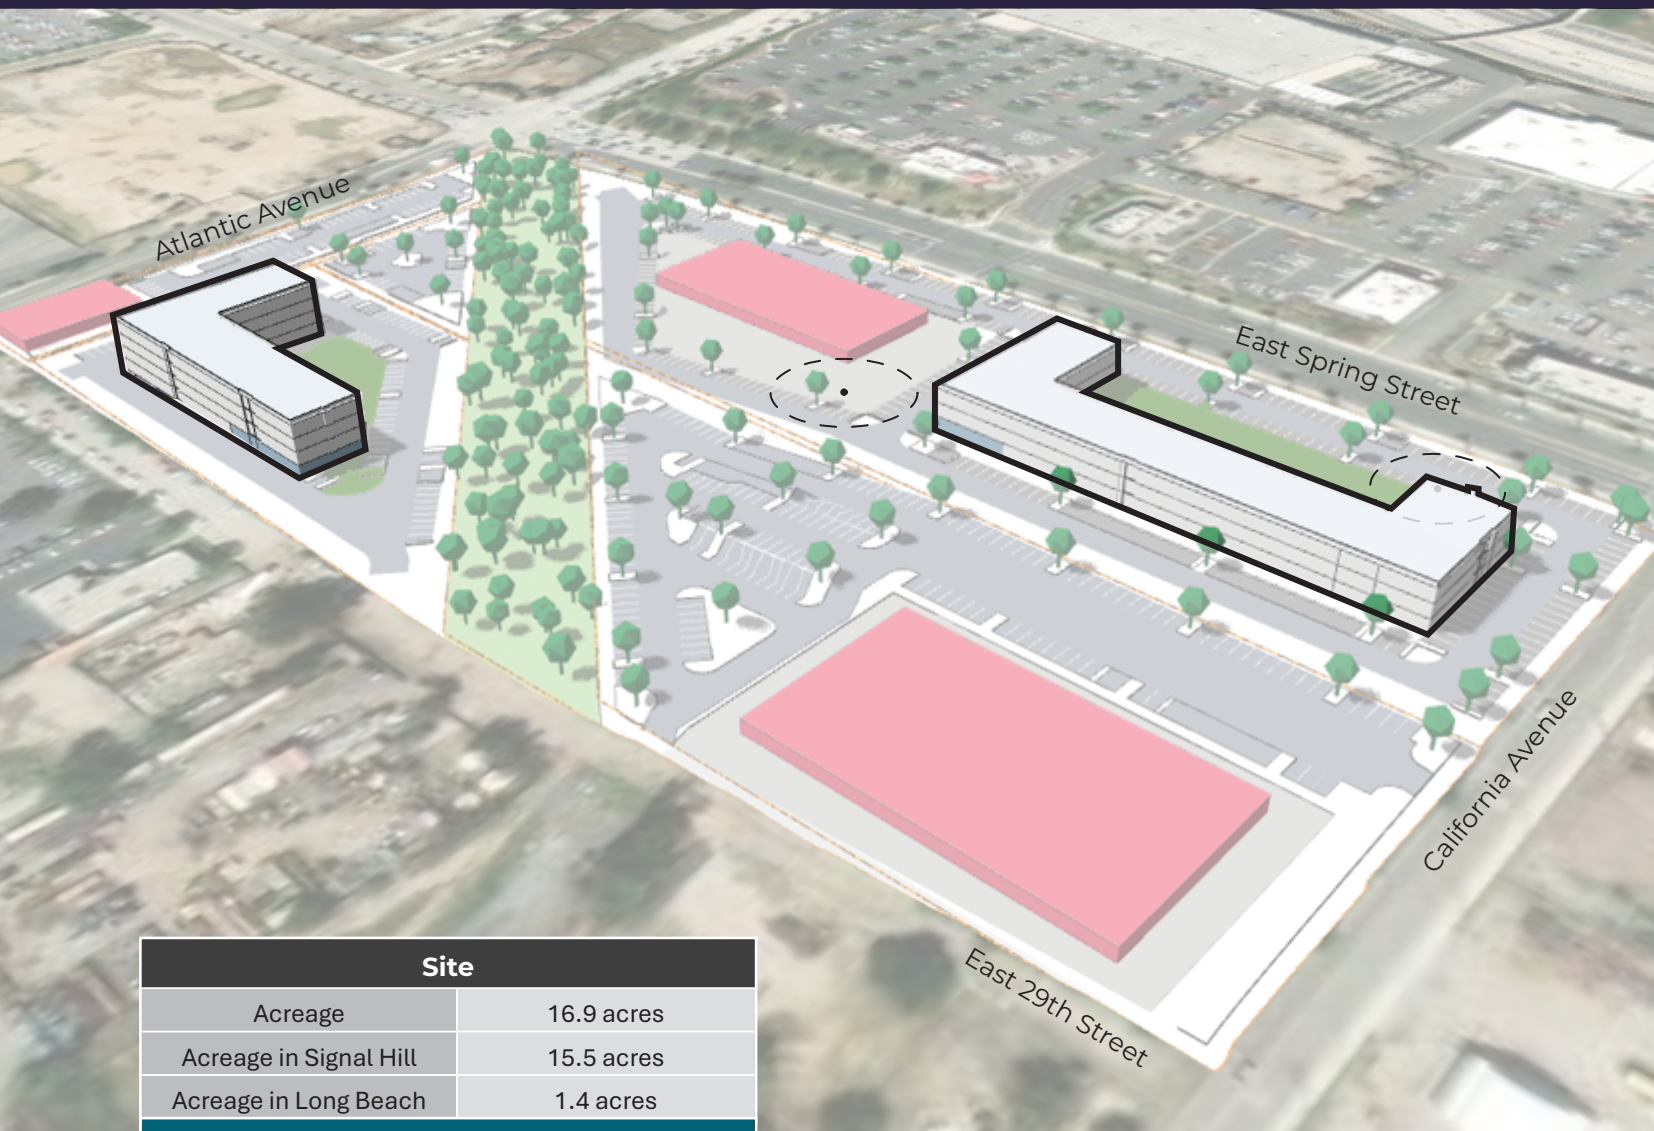 Atlantic Avenue
East Spring Street
California Avenue
East 29th Street
Site
Acreage 16.9 acres
Acreage in Signal Hill 15.5 acres
Acreage in Long Beach 1.4 acres